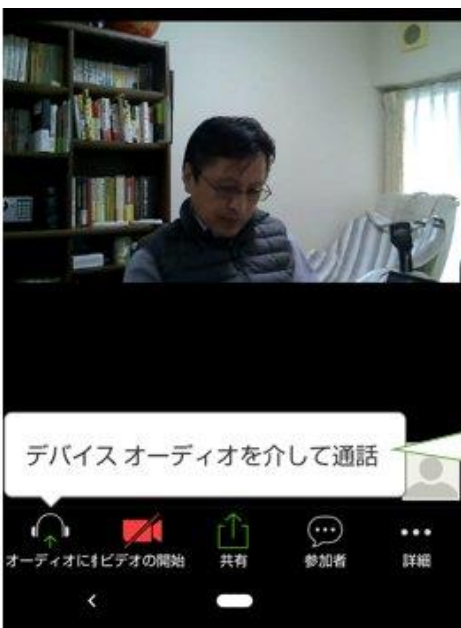 デバイス オーディオを介して通話
オーディオに
ビデオの開始
共有
参加者
詳細